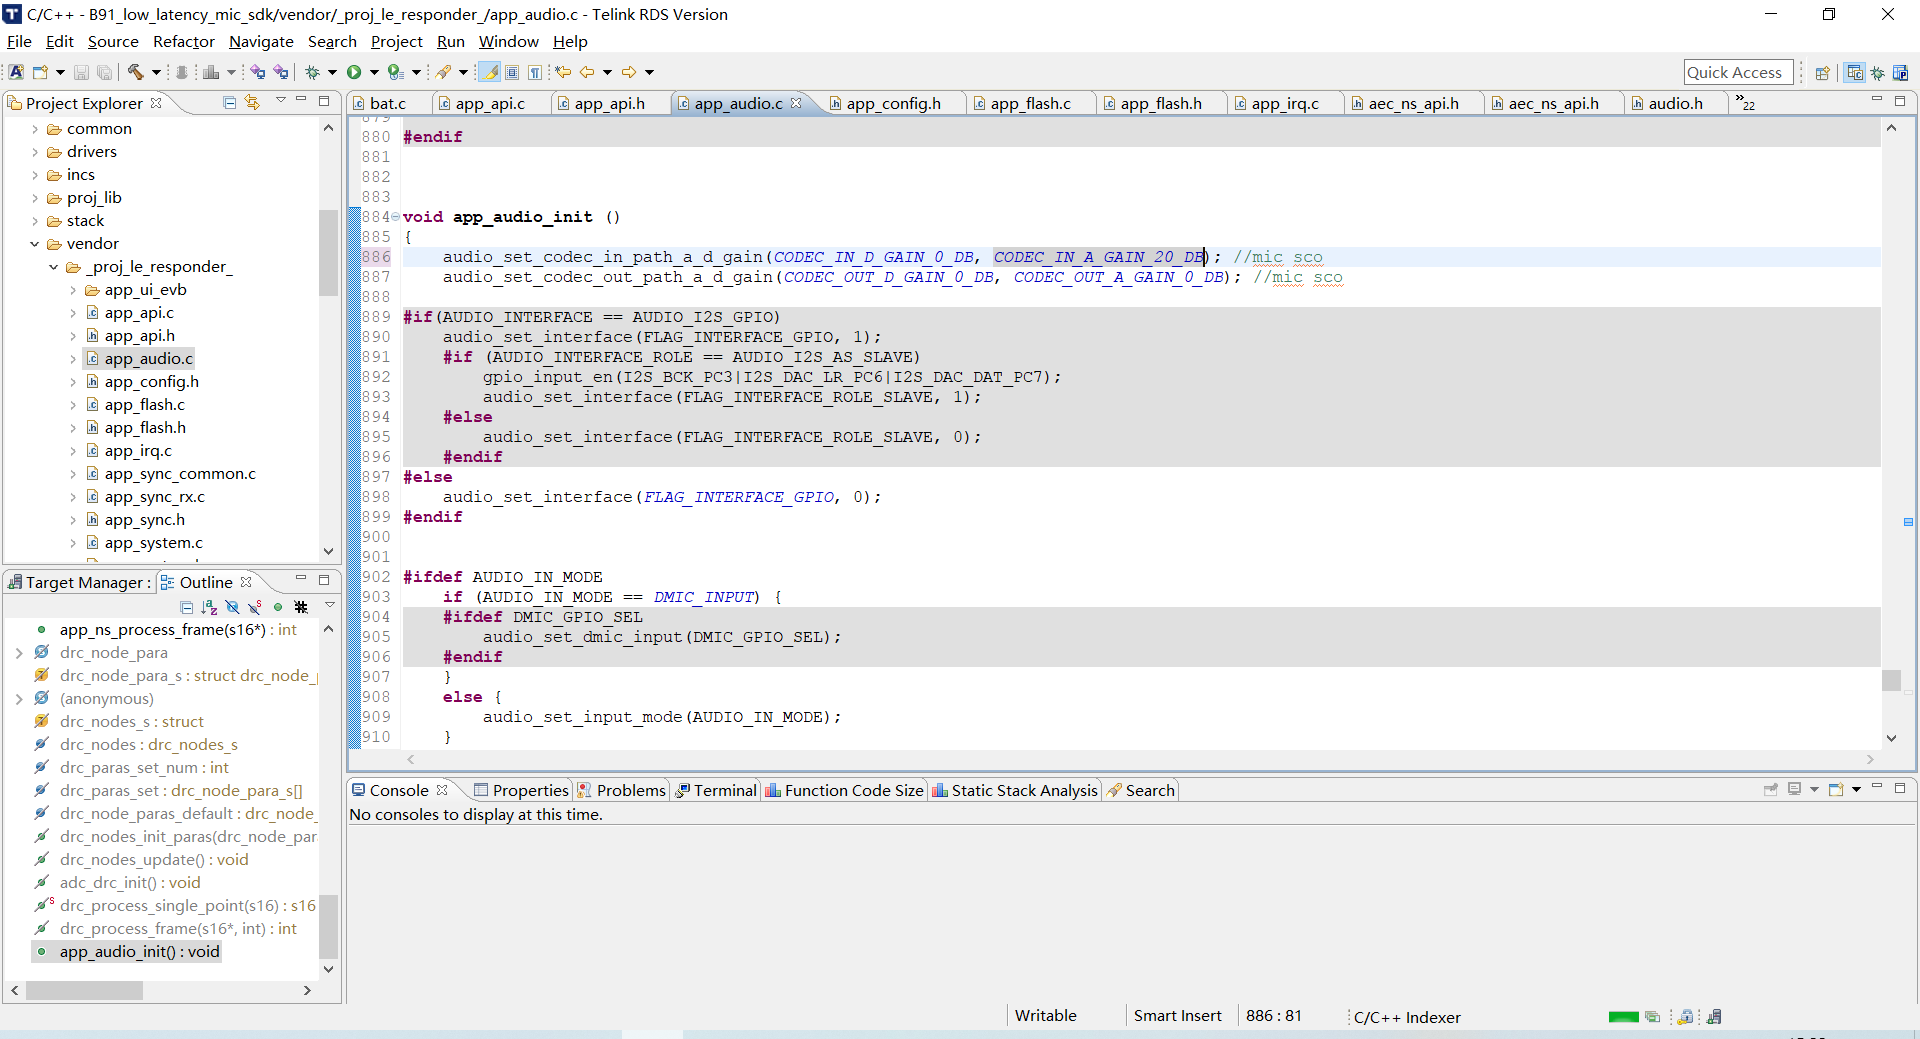 C/C++ - B91_low_latency_mic_sdk/vendor/_proj_le_responder_/app_audio.c - Telink RDS Version
File Edit Source Refactor Navigate Search Project Run Window Help
Quick Access
Project Explorer
common
drivers
incs
proj_lib
stack
vendor
_proj_le_responder_
app_ui_evb
app_api.c
app_api.h
app_audio.c
app_config.h
app_flash.c
app_flash.h
app_irq.c
app_sync_common.c
app_sync_rx.c
app_sync.h
app_system.c
Target Manager : Outline
app_ns_process_frame(s16*) : int
drc_node_para
drc_node_para_s : struct drc_node_
(anonymous)
drc_nodes_s : struct
drc_nodes : drc_nodes_s
drc_paras_set_num : int
drc_paras_set : drc_node_para_s[]
drc_node_paras_default : drc_node_
drc_nodes_init_paras(drc_node_par
drc_nodes_update() : void
adc_drc_init() : void
drc_process_single_point(s16) : s16
drc_process_frame(s16*, int) : int
app_audio_init() : void
bat.c app_api.c app_api.h app_audio.c app_config.h app_flash.c app_flash.h app_irq.c aec_ns_api.h aec_ns_api.h audio.h »22
879
880 #endif
881
882
883
884 void app_audio_init ()
885 {
886 audio_set_codec_in_path_a_d_gain(CODEC_IN_D_GAIN_0_DB, CODEC_IN_A_GAIN_20_DB); //mic sco
887 audio_set_codec_out_path_a_d_gain(CODEC_OUT_D_GAIN_0_DB, CODEC_OUT_A_GAIN_0_DB); //mic sco
888
889 #if(AUDIO_INTERFACE == AUDIO_I2S_GPIO)
890 audio_set_interface(FLAG_INTERFACE_GPIO, 1);
891 #if (AUDIO_INTERFACE_ROLE == AUDIO_I2S_AS_SLAVE)
892 gpio_input_en(I2S_BCK_PC3|I2S_DAC_LR_PC6|I2S_DAC_DAT_PC7);
893 audio_set_interface(FLAG_INTERFACE_ROLE_SLAVE, 1);
894 #else
895 audio_set_interface(FLAG_INTERFACE_ROLE_SLAVE, 0);
896 #endif
897 #else
898 audio_set_interface(FLAG_INTERFACE_GPIO, 0);
899 #endif
900
901
902 #ifdef AUDIO_IN_MODE
903 if (AUDIO_IN_MODE == DMIC_INPUT) {
904 #ifdef DMIC_GPIO_SEL
905 audio_set_dmic_input(DMIC_GPIO_SEL);
906 #endif
907 }
908 else {
909 audio_set_input_mode(AUDIO_IN_MODE);
910 }
Console Properties Problems Terminal Function Code Size Static Stack Analysis Search
No consoles to display at this time.
Writable Smart Insert 886 : 81 C/C++ Indexer